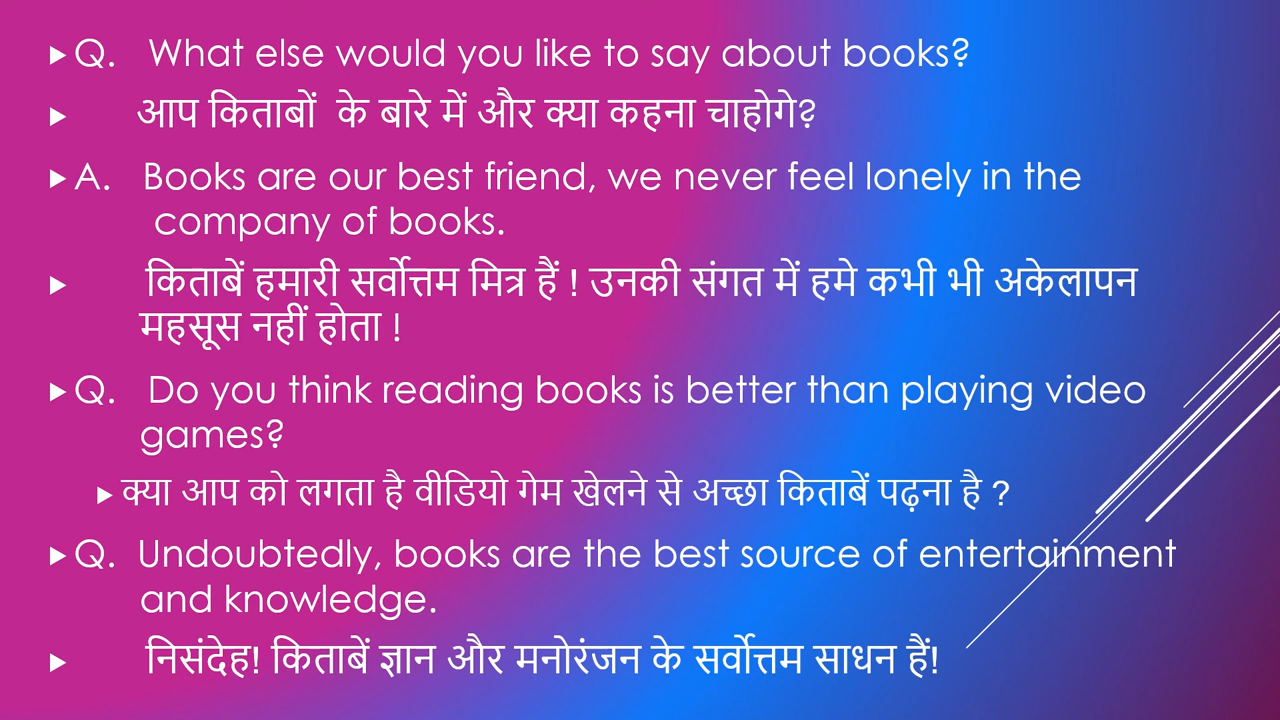 Q. What else would you like to say about books?
आप किताबों के बारे में और क्या कहना चाहोगे?
A. Books are our best friend, we never feel lonely in the
company of books.
किताबें हमारी सर्वोत्तम मित्र हैं ! उनकी संगत में हमे कभी भी अकेलापन
महसूस नहीं होता !
Q. Do you think reading books is better than playing video
games?
क्या आप को लगता है वीडियो गेम खेलने से अच्छा किताबें पढ़ना है ?
Q. Undoubtedly, books are the best source of entertainment
and knowledge.
निसंदेह! किताबें ज्ञान और मनोरंजन के सर्वोत्तम साधन हैं!